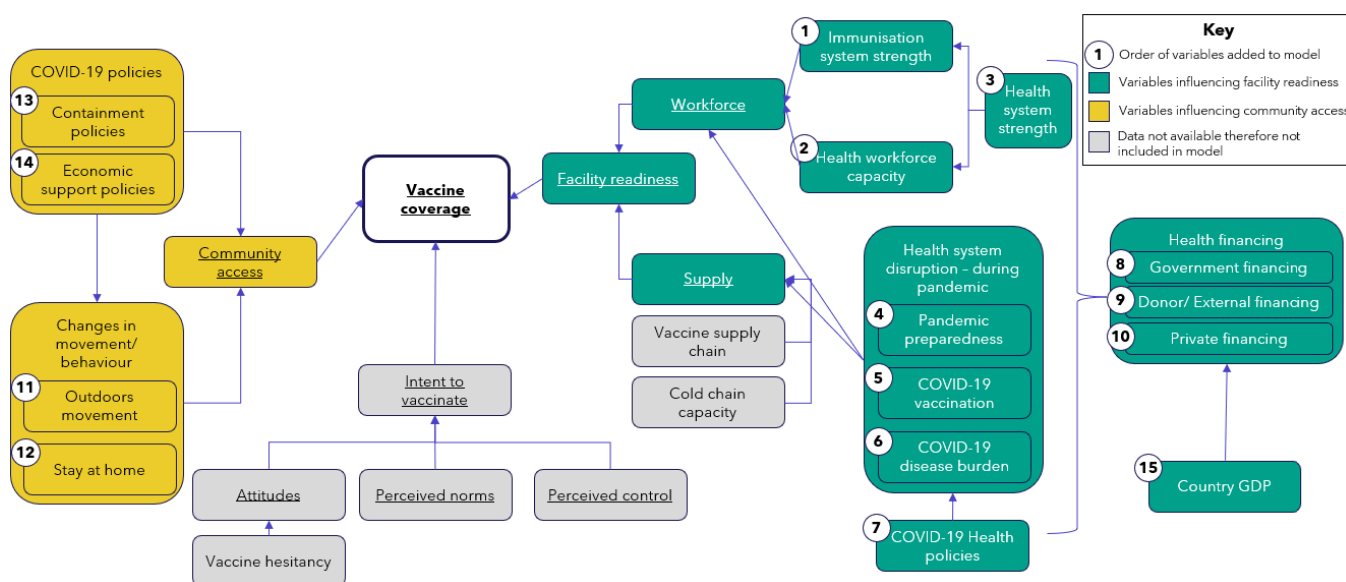 COVID-19 policies
13
Containment
policies
14
Economic
support policies
Community
access
Changes in
movement/
behaviour
11
Outdoors
movement
12
Stay at home
Vaccine
coverage
Intent to
vaccinate
Attitudes
Perceived norms
Perceived control
Vaccine hesitancy
Facility readiness
Workforce
Supply
Vaccine supply
chain
Cold chain
capacity
1
Immunisation
system strength
2
Health workforce
capacity
3
Health
system
strength
Health system
disruption – during
pandemic
4
Pandemic
preparedness
5
COVID-19
vaccination
6
COVID-19
disease burden
7
COVID-19 Health
policies
Health financing
8
Government financing
9
Donor/ External financing
10
Private financing
15
Country GDP
Key
1 Order of variables added to model
Variables influencing facility readiness
Variables influencing community access
Data not available therefore not
included in model